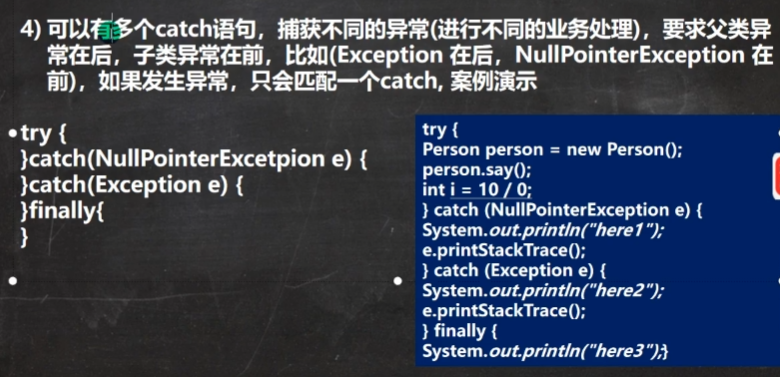 4) 可以有多个catch语句，捕获不同的异常(进行不同的业务处理)，要求父类异
常在后，子类异常在前，比如(Exception 在后，NullPointerException 在
前)，如果发生异常，只会匹配一个catch, 案例演示
•try {
}catch(NullPointerExcetpion e) {
}catch(Exception e) {
}finally{
}
try {
Person person = new Person();
person.say();
int i = 10 / 0;
} catch (NullPointerException e) {
System.out.println("here1");
e.printStackTrace();
} catch (Exception e) {
System.out.println("here2");
e.printStackTrace();
} finally {
System.out.println("here3");}